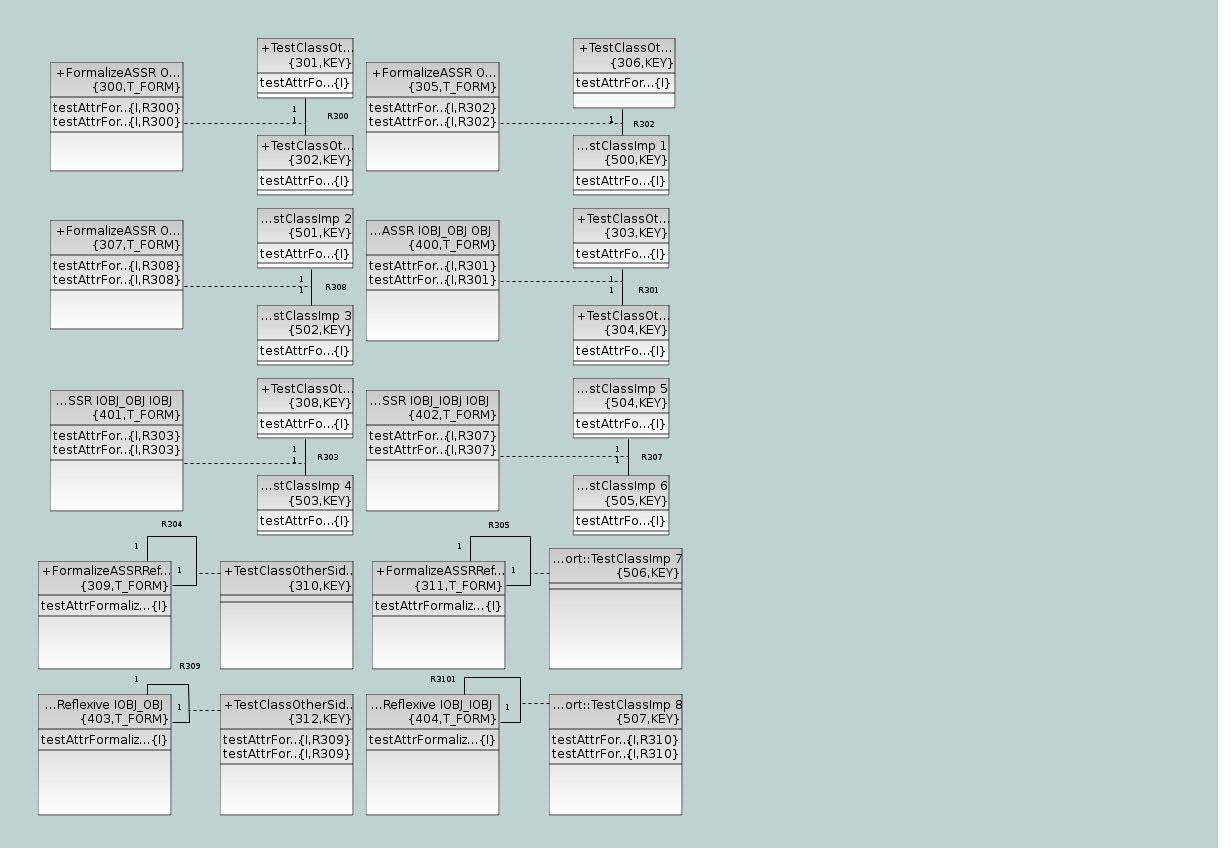 +FormalizeASSR O...
{300,T_FORM}
testAttrFor...{I,R300}
testAttrFor...{I,R300}
+TestClassOt...
{301,KEY}
testAttrFo...{I}
1
1
R300
+TestClassOt...
{302,KEY}
testAttrFo...{I}
+FormalizeASSR O...
{305,T_FORM}
testAttrFor...{I,R302}
testAttrFor...{I,R302}
+TestClassOt...
{306,KEY}
testAttrFor...{I}
1
R302
...stClassImp 1
{500,KEY}
testAttrFo...{I}
+FormalizeASSR O...
{307,T_FORM}
testAttrFor...{I,R308}
testAttrFor...{I,R308}
...stClassImp 2
{501,KEY}
testAttrFo...{I}
1
1
R308
...stClassImp 3
{502,KEY}
testAttrFo...{I}
...ASSR IOBJ_OBJ OBJ
{400,T_FORM}
testAttrFor...{I,R301}
testAttrFor...{I,R301}
+TestClassOt...
{303,KEY}
testAttrFo...{I}
1
1
R301
+TestClassOt...
{304,KEY}
testAttrFo...{I}
...SSR IOBJ_OBJ IOBJ
{401,T_FORM}
testAttrFor...{I,R303}
testAttrFor...{I,R303}
+TestClassOt...
{308,KEY}
testAttrFo...{I}
1
1
R303
...stClassImp 4
{503,KEY}
testAttrFo...{I}
...SSR IOBJ_IOBJ IOBJ
{402,T_FORM}
testAttrFor...{I,R307}
testAttrFor...{I,R307}
...stClassImp 5
{504,KEY}
testAttrFo...{I}
1
1
R307
...stClassImp 6
{505,KEY}
testAttrFo...{I}
R304
1
1
+FormalizeASSRRef...
{309,T_FORM}
testAttrFormaliz...{I}
+TestClassOtherSid...
{310,KEY}
R305
1
1
+FormalizeASSRRef...
{311,T_FORM}
testAttrFormaliz...{I}
...ort::TestClassImp 7
{506,KEY}
R309
1
1
...Reflexive IOBJ_OBJ
{403,T_FORM}
testAttrFormaliz...{I}
+TestClassOtherSid...
{312,KEY}
testAttrFor...{I,R309}
testAttrFor...{I,R309}
R3101
1
...Reflexive IOBJ_IOBJ
{404,T_FORM}
testAttrFormaliz...{I}
...ort::TestClassImp 8
{507,KEY}
testAttrFor...{I,R310}
testAttrFor...{I,R310}